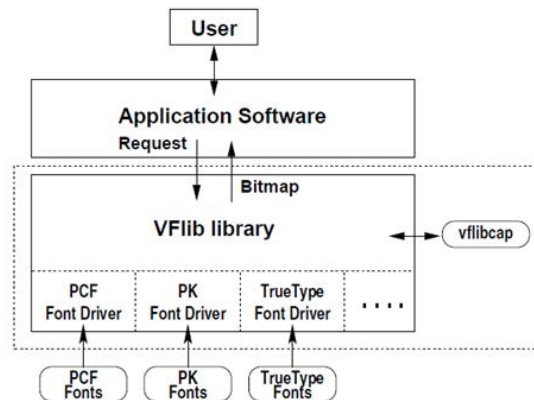 User
Application Software
Request
Bitmap
VFlib library
vflibcap
PCF
Font Driver
PK
Font Driver
TrueType
Font Driver
....
PCF
Fonts
PK
Fonts
TrueType
Fonts